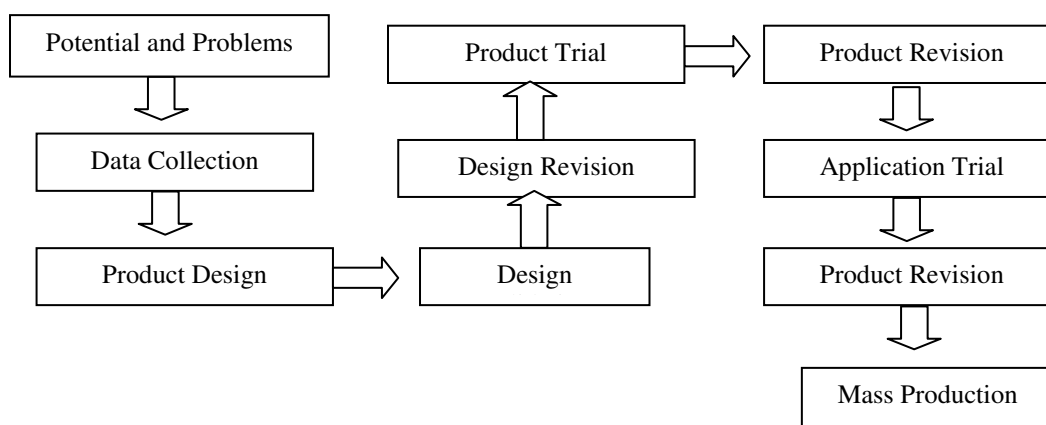 Potential and Problems
Data Collection
Product Design
Design
Design Revision
Product Trial
Product Revision
Application Trial
Product Revision
Mass Production